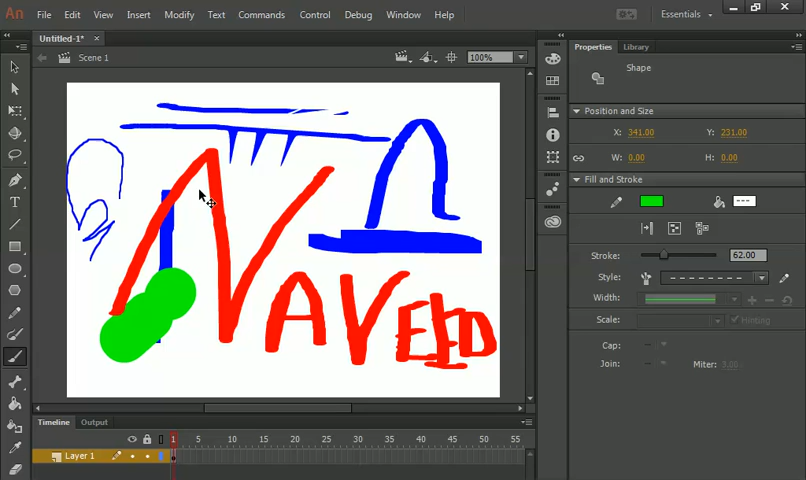 An File Edit View Insert Modify Text Commands Control Debug Window Help Essentials
Untitled-1* ×
Scene 1 100%
NAVEED
Properties Library
Shape
Position and Size
X: 341.00 Y: 231.00
W: 0.00 H: 0.00
Fill and Stroke
Stroke: 62.00
Style:
Width:
Scale: Hinting
Cap:
Join: Miter: 3.00
Timeline Output
1 5 10 15 20 25 30 35 40 45 50 55
Layer 1